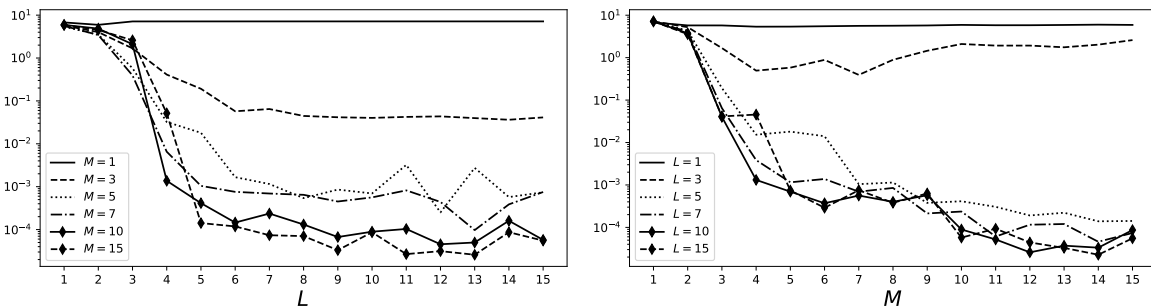 10^1
10^0
10^-1
10^-2
10^-3
10^-4
M = 1
M = 3
M = 5
M = 7
M = 10
M = 15
1 2 3 4 5 6 7 8 9 10 11 12 13 14 15
L
10^1
10^0
10^-1
10^-2
10^-3
10^-4
L = 1
L = 3
L = 5
L = 7
L = 10
L = 15
1 2 3 4 5 6 7 8 9 10 11 12 13 14 15
M